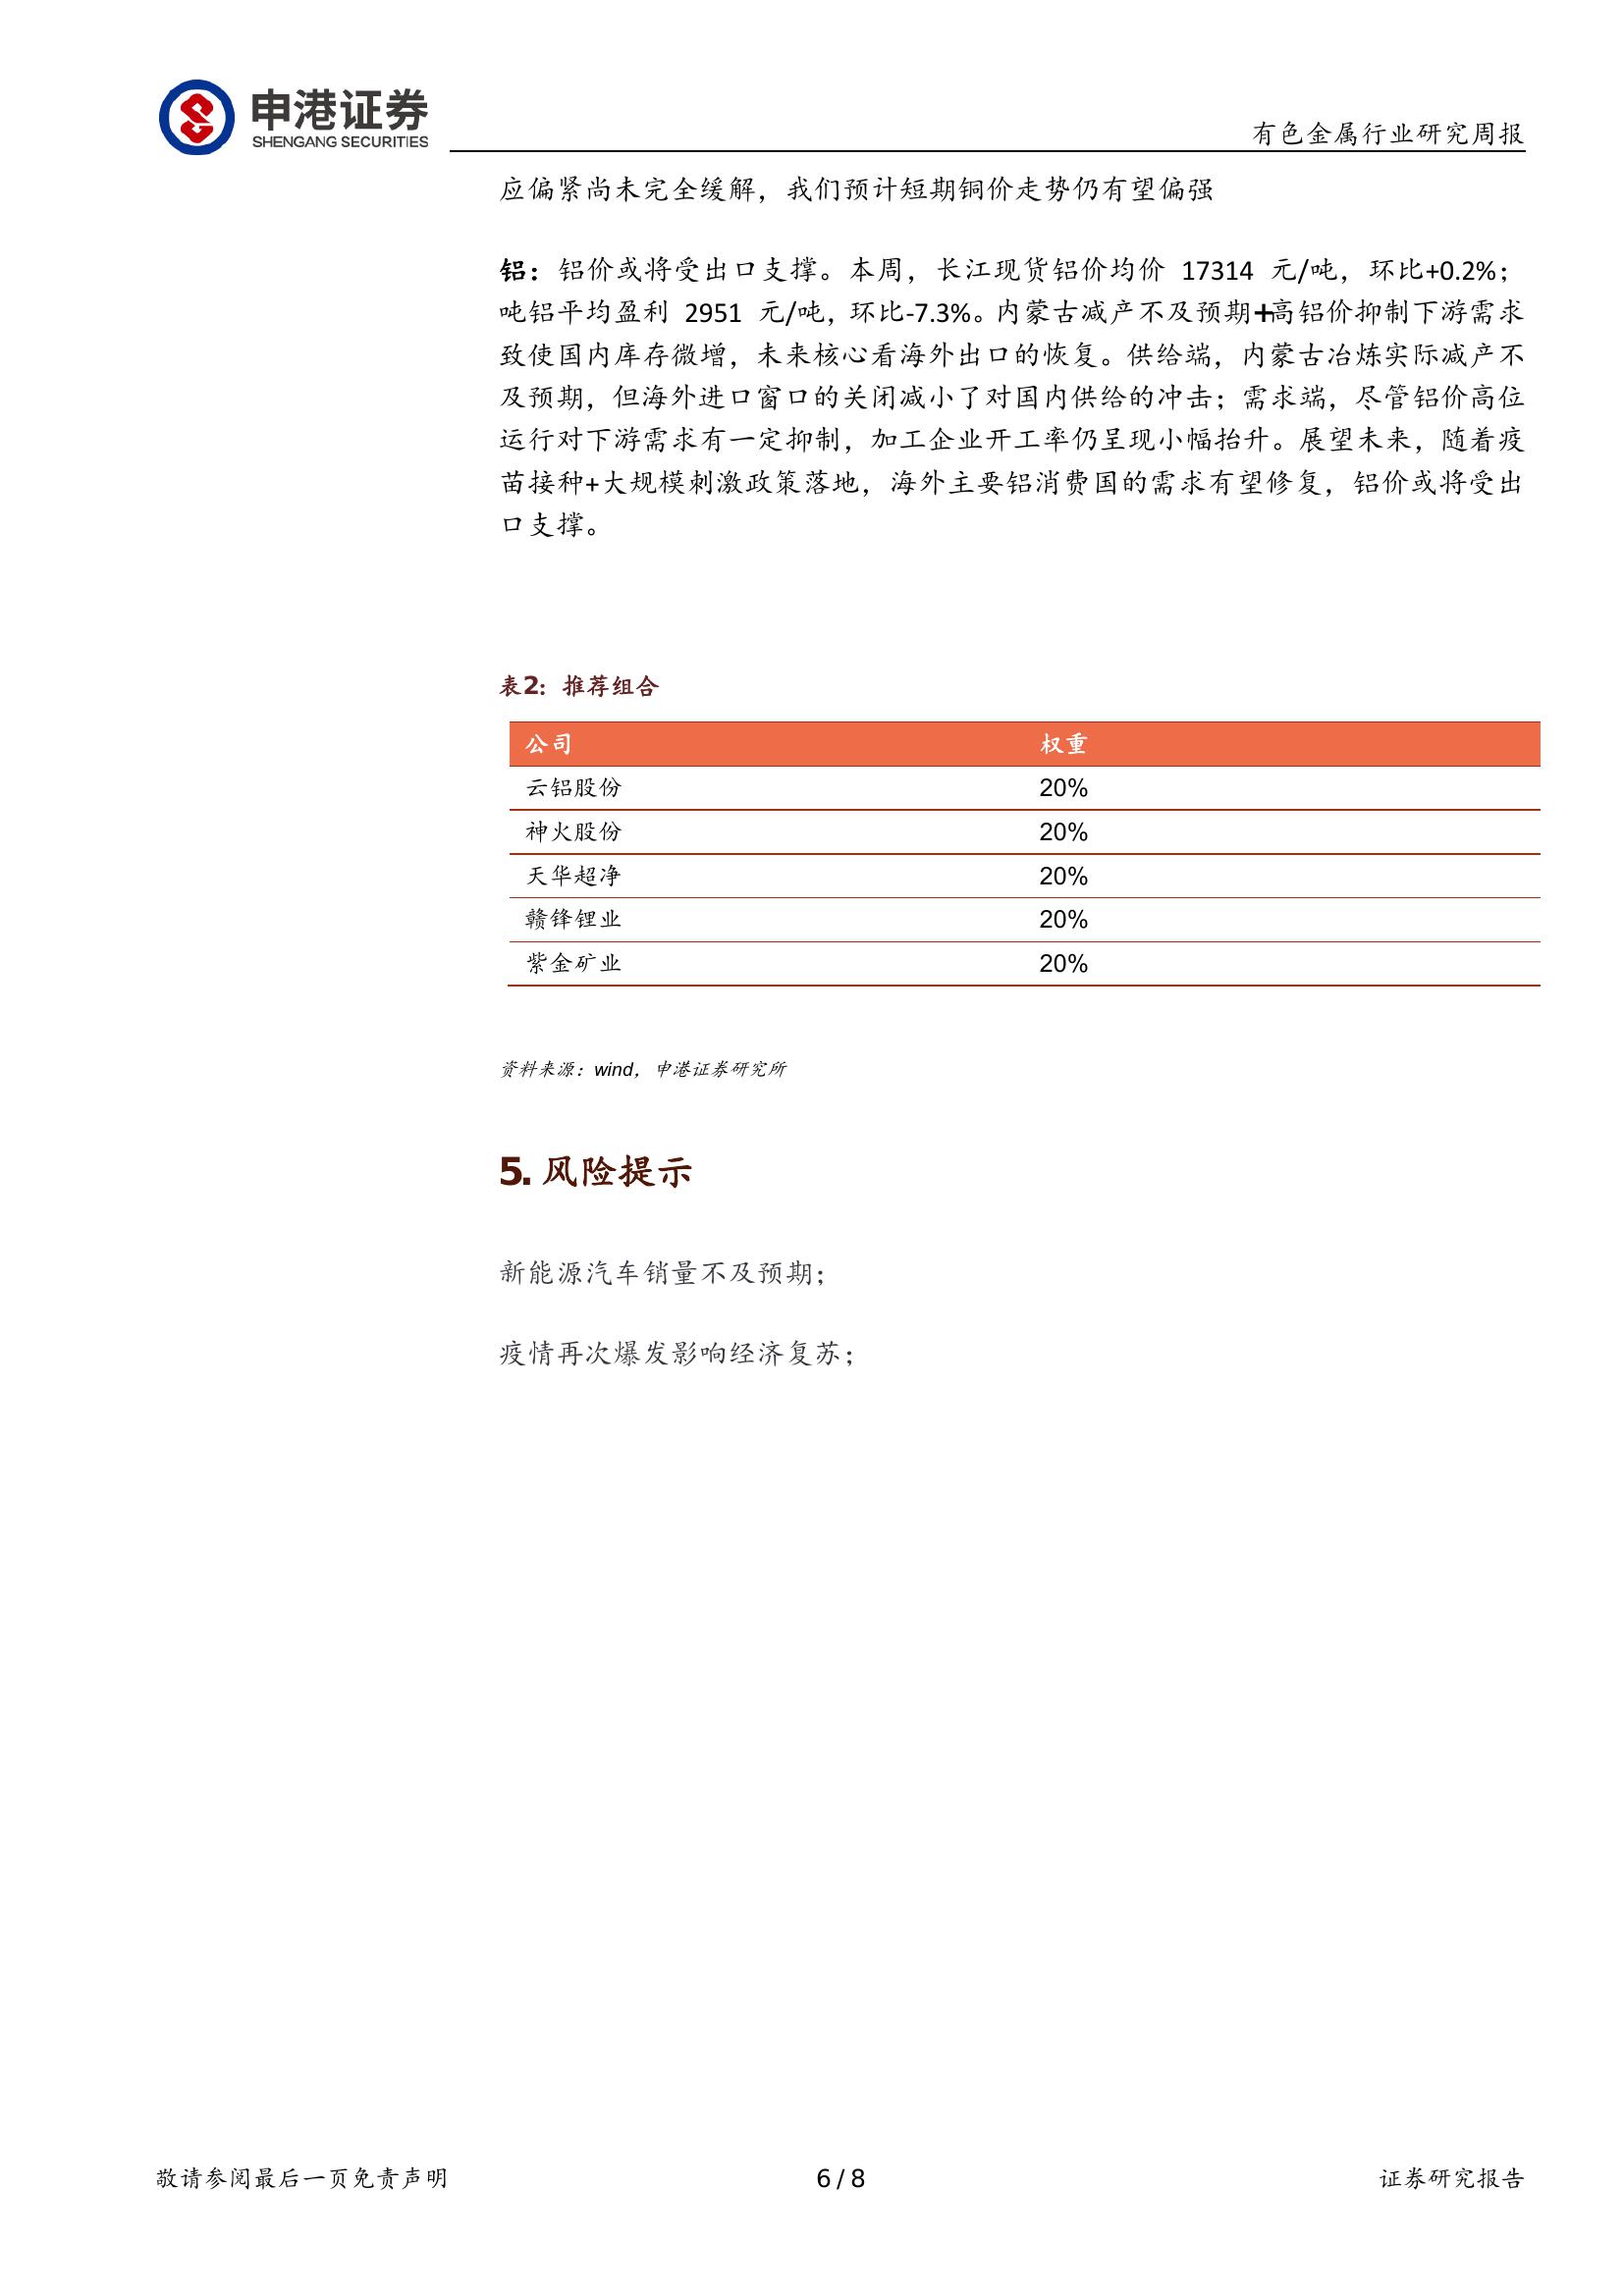 申港证券
SHENGANG SECURITIES
有色金属行业研究周报
应偏紧尚未完全缓解，我们预计短期铜价走势仍有望偏强
铝：铝价或将受出口支撑。本周，长江现货铝价均价 17314 元/吨，环比+0.2%；
吨铝平均盈利 2951 元/吨，环比-7.3%。内蒙古减产不及预期+高铝价抑制下游需求
致使国内库存微增，未来核心看海外出口的恢复。供给端，内蒙古冶炼实际减产不
及预期，但海外进口窗口的关闭减小了对国内供给的冲击；需求端，尽管铝价高位
运行对下游需求有一定抑制，加工企业开工率仍呈现小幅抬升。展望未来，随着疫
苗接种+大规模刺激政策落地，海外主要铝消费国的需求有望修复，铝价或将受出
口支撑。
表2：推荐组合
公司 权重
云铝股份 20%
神火股份 20%
天华超净 20%
赣锋锂业 20%
紫金矿业 20%
资料来源：wind，申港证券研究所
5. 风险提示
新能源汽车销量不及预期；
疫情再次爆发影响经济复苏；
敬请参阅最后一页免责声明 6 / 8 证券研究报告